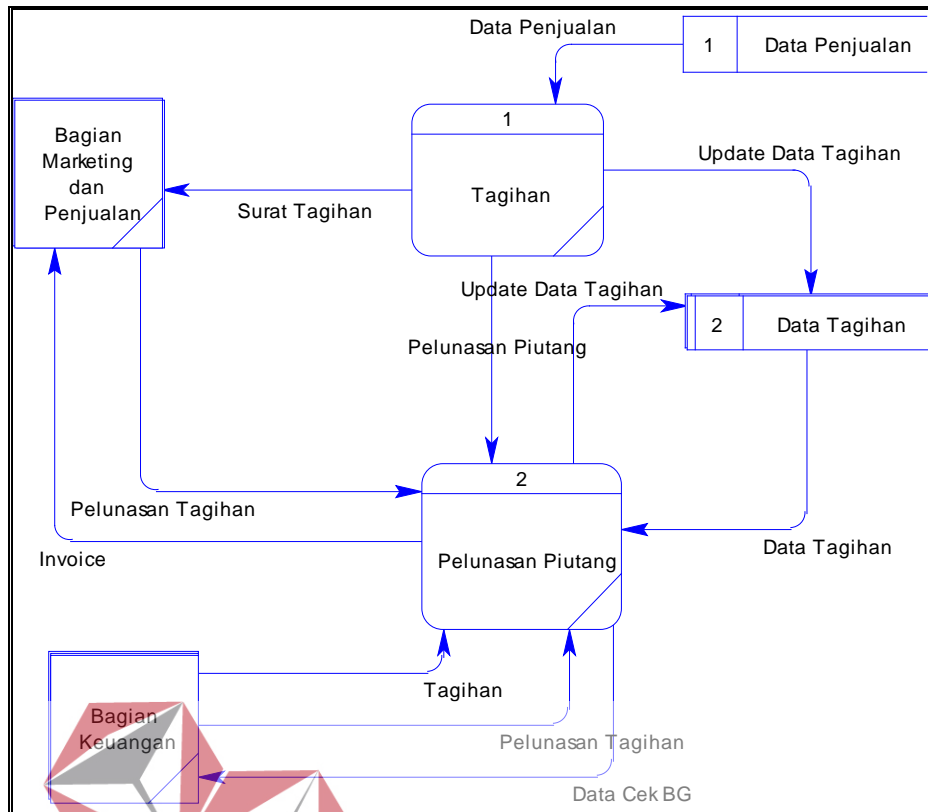 Data Penjualan
1
Data Penjualan
Bagian
Marketing
dan
Penjualan
1
Tagihan
Update Data Tagihan
Surat Tagihan
Update Data Tagihan
2
Data Tagihan
Pelunasan Piutang
2
Pelunasan Piutang
Pelunasan Tagihan
Invoice
Data Tagihan
Tagihan
Bagian
Keuangan
Pelunasan Tagihan
Data Cek BG